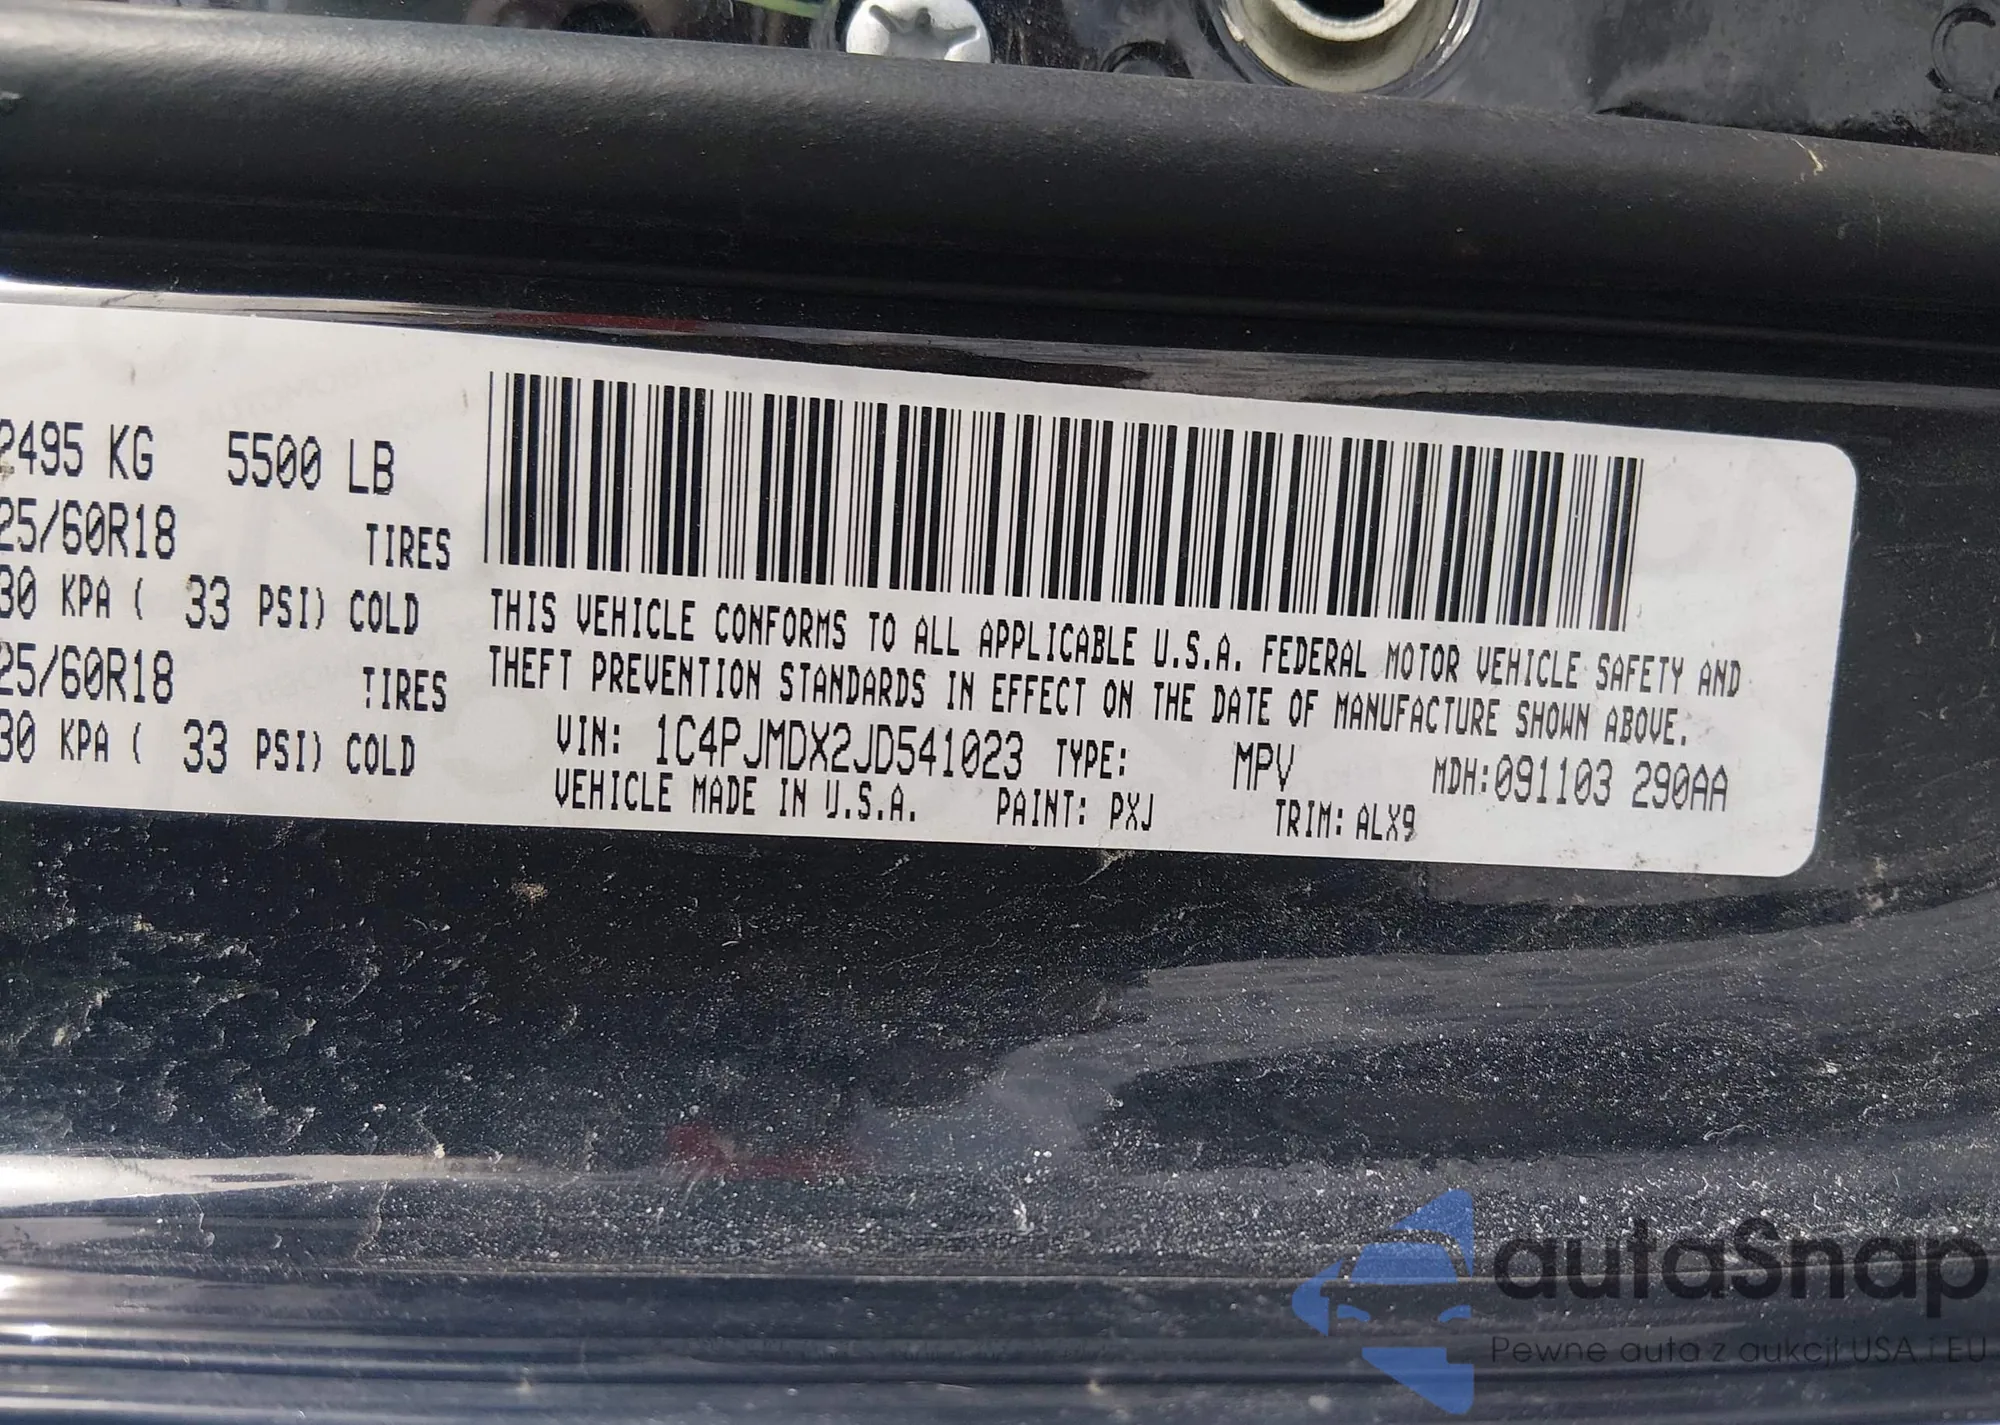 2495 KG 5500 LB
25/60R18 TIRES
30 KPA ( 33 PSI) COLD
25/60R18 TIRES
30 KPA ( 33 PSI) COLD
THIS VEHICLE CONFORMS TO ALL APPLICABLE U.S.A. FEDERAL MOTOR VEHICLE SAFETY AND
THEFT PREVENTION STANDARDS IN EFFECT ON THE DATE OF MANUFACTURE SHOWN ABOVE.
VIN: 1C4PJMDX2JD541023 TYPE: MPV MDH:091103 290AA
VEHICLE MADE IN U.S.A. PAINT: PXJ TRIM: ALX9
autaSnap
Pewne auta z aukcji USA i EU